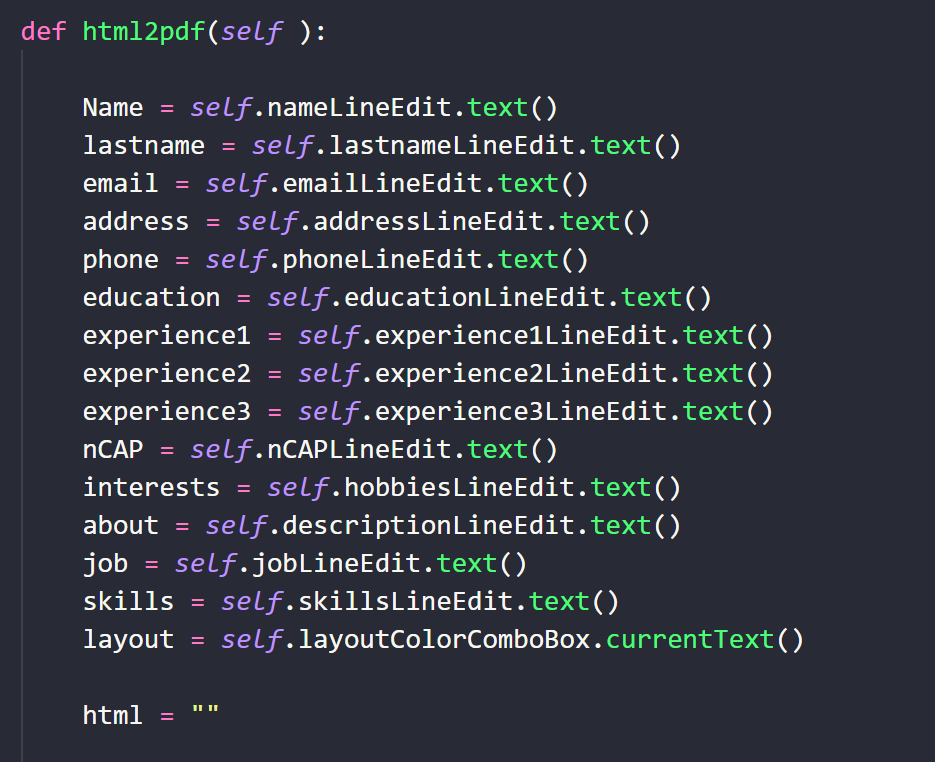 def html2pdf(self ):
Name = self.nameLineEdit.text()
lastname = self.lastnameLineEdit.text()
email = self.emailLineEdit.text()
address = self.addressLineEdit.text()
phone = self.phoneLineEdit.text()
education = self.educationLineEdit.text()
experience1 = self.experience1LineEdit.text()
experience2 = self.experience2LineEdit.text()
experience3 = self.experience3LineEdit.text()
nCAP = self.nCAPLineEdit.text()
interests = self.hobbiesLineEdit.text()
about = self.descriptionLineEdit.text()
job = self.jobLineEdit.text()
skills = self.skillsLineEdit.text()
layout = self.layoutColorComboBox.currentText()
html = ""